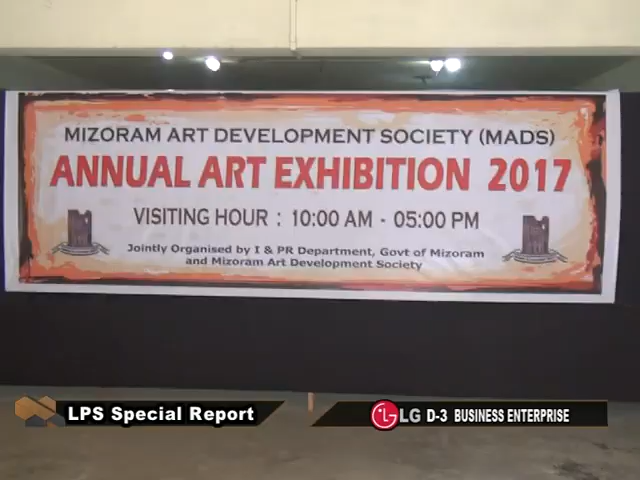 MIZORAM ART DEVELOPMENT SOCIETY (MADS)
ANNUAL ART EXHIBITION 2017
VISITING HOUR : 10:00 AM - 05:00 PM
Jointly Organised by I & PR Department, Govt of Mizoram
and Mizoram Art Development Society
LPS Special Report
LG D-3 BUSINESS ENTERPRISE